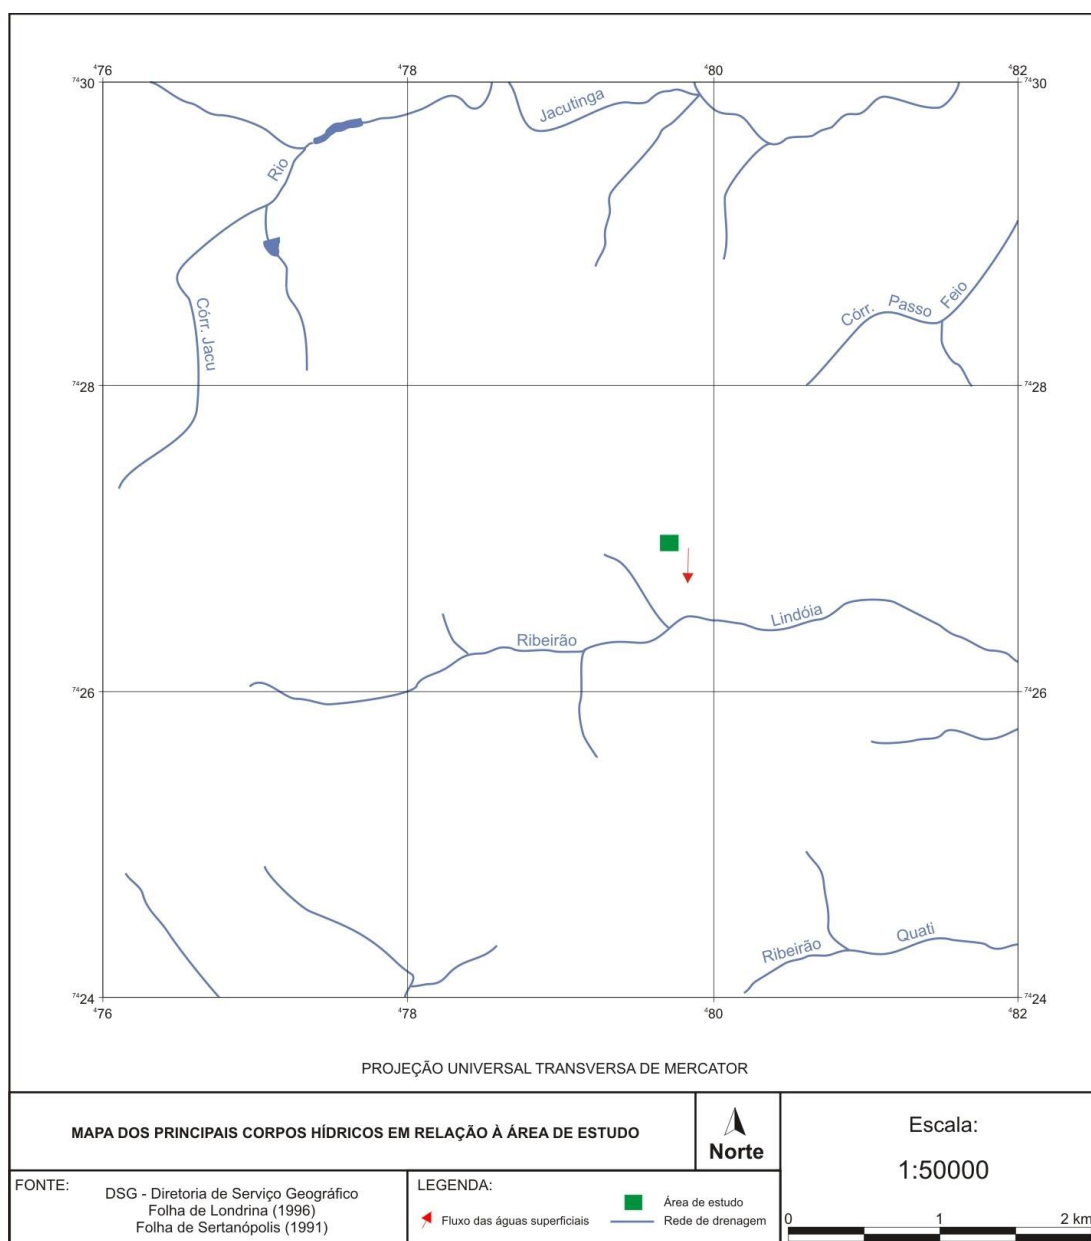 ⁴76 ⁴78 ⁴80 ⁴82
⁷⁴30 ⁷⁴30
Jacutinga
Rio
Feio
Passo
Córr.
Córr. Jacu
⁷⁴28 ⁷⁴28
Lindóia
Ribeirão
⁷⁴26 ⁷⁴26
Quati
Ribeirão
⁷⁴24 ⁷⁴24
⁴76 ⁴78 ⁴80 ⁴82
PROJEÇÃO UNIVERSAL TRANSVERSA DE MERCATOR
MAPA DOS PRINCIPAIS CORPOS HÍDRICOS EM RELAÇÃO À ÁREA DE ESTUDO
Norte
Escala:
1:50000
0 1 2 km
FONTE:
DSG - Diretoria de Serviço Geográfico
Folha de Londrina (1996)
Folha de Sertanópolis (1991)
LEGENDA:
Fluxo das águas superficiais
Área de estudo
Rede de drenagem